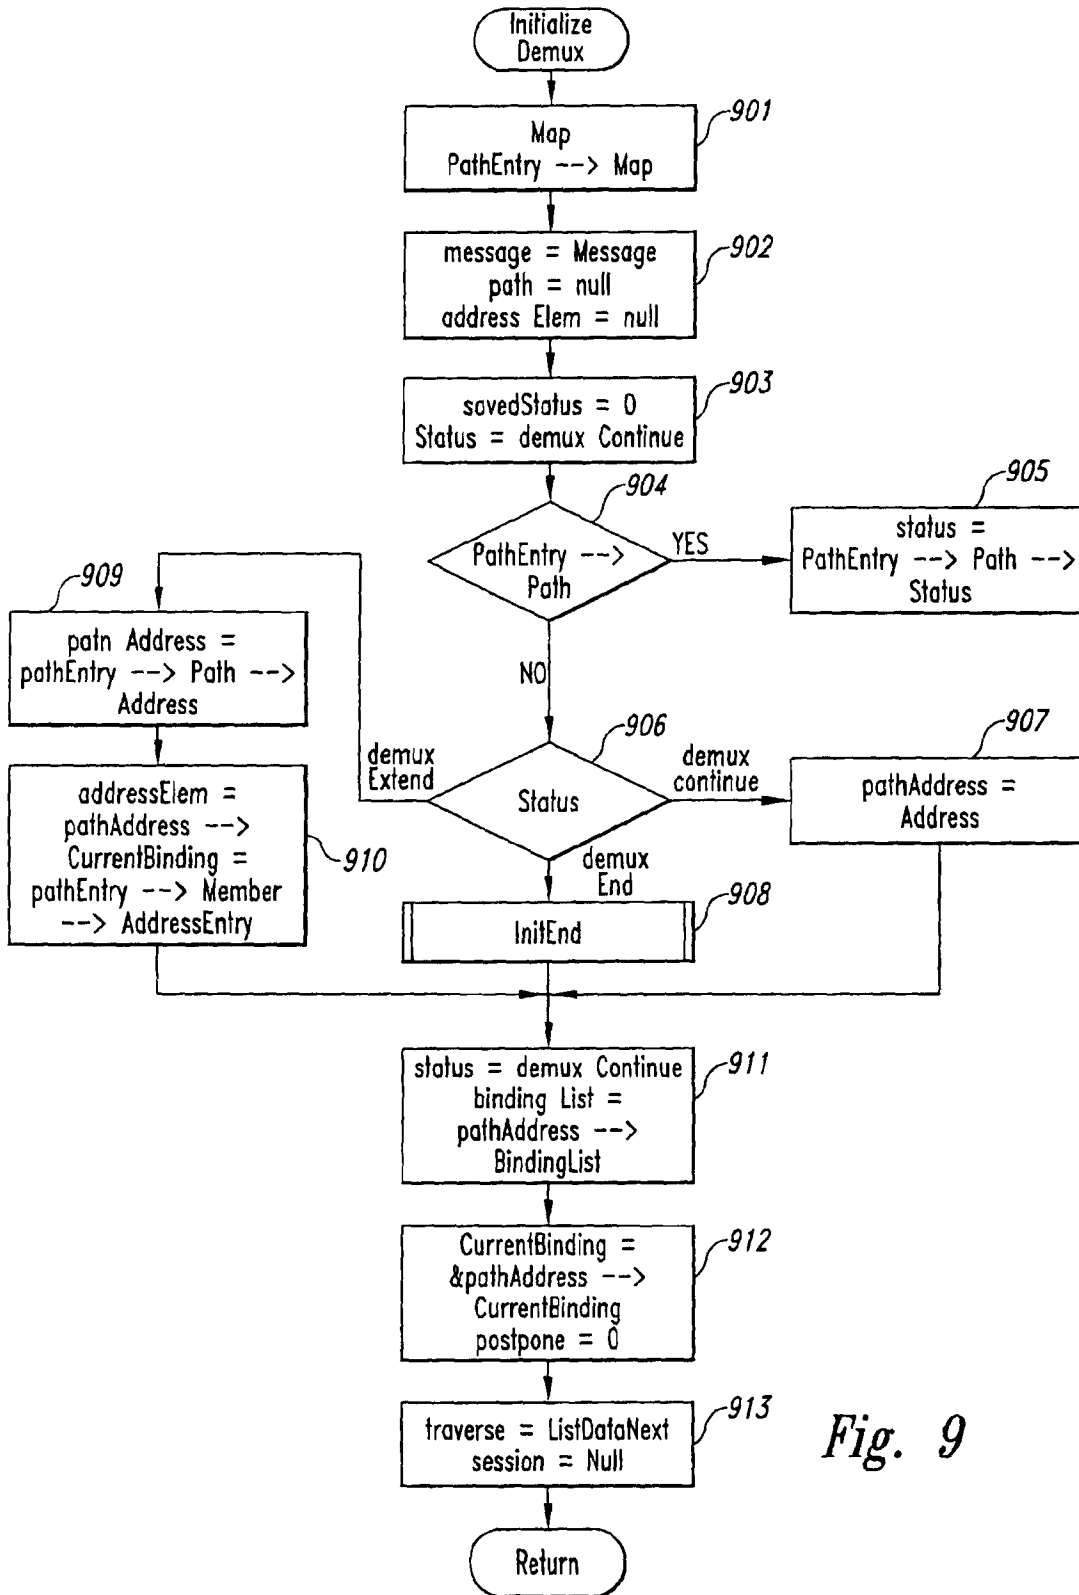 Initialize
Demux
901
Map
PathEntry --> Map
902
message = Message
path = null
address Elem = null
903
savedStatus = 0
Status = demux Continue
904
PathEntry -->
Path
YES
905
status =
PathEntry --> Path -->
Status
NO
909
patn Address =
pathEntry --> Path -->
Address
906
Status
demux
Extend
demux
continue
demux
End
907
pathAddress =
Address
910
addressElem =
pathAddress -->
CurrentBinding =
pathEntry --> Member
--> AddressEntry
908
InitEnd
911
status = demux Continue
binding List =
pathAddress -->
BindingList
912
CurrentBinding =
&pathAddress -->
CurrentBinding
postpone = 0
913
traverse = ListDataNext
session = Null
Return
Fig. 9